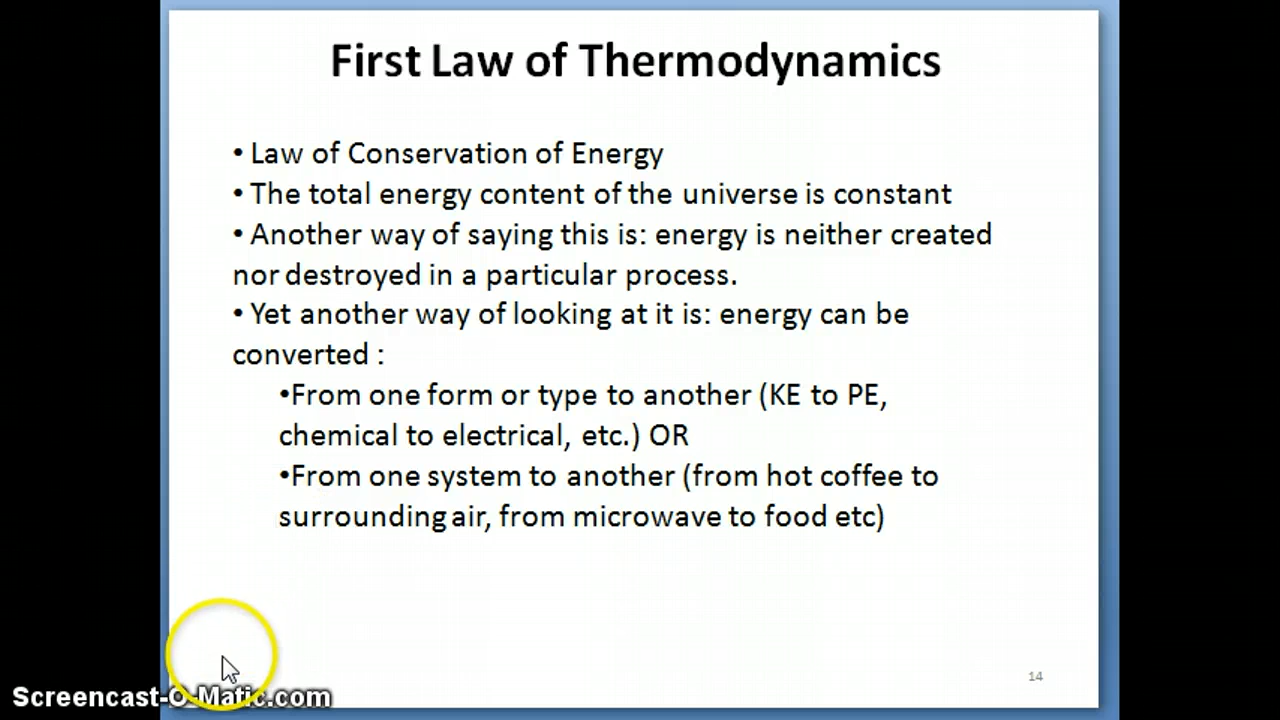 First Law of Thermodynamics
• Law of Conservation of Energy
• The total energy content of the universe is constant
• Another way of saying this is: energy is neither created
nor destroyed in a particular process.
• Yet another way of looking at it is: energy can be
converted :
•From one form or type to another (KE to PE,
chemical to electrical, etc.) OR
•From one system to another (from hot coffee to
surrounding air, from microwave to food etc)
14
Screencast-O-Matic.com